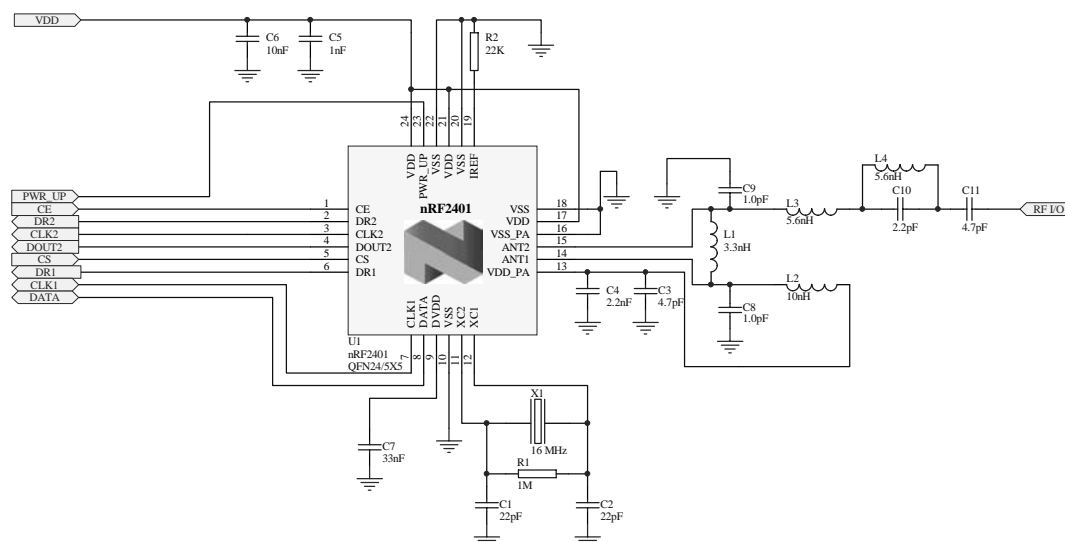 VDD
C6
10nF
C5
1nF
R2
22K
24
23
22
21
20
19
VDD
PWR_UP
VSS
VDD
VSS
IREF
nRF2401
PWR_UP
CE
DR2
CLK2
DOUT2
CS
DR1
CLK1
DATA
1
2
3
4
5
6
CE
DR2
CLK2
DOUT2
CS
DR1
VSS
VDD
VSS_PA
ANT2
ANT1
VDD_PA
18
17
16
15
14
13
C9
1.0pF
L1
3.3nH
L3
5.6nH
L4
5.6nH
C10
2.2pF
C11
4.7pF
RF I/O
L2
10nH
C4
2.2nF
C3
4.7pF
C8
1.0pF
CLK1
DATA
DVDD
VSS
XC2
XC1
U1
nRF2401
QFN24/5X5
7
8
9
10
11
12
C7
33nF
X1
16 MHz
R1
1M
C1
22pF
C2
22pF